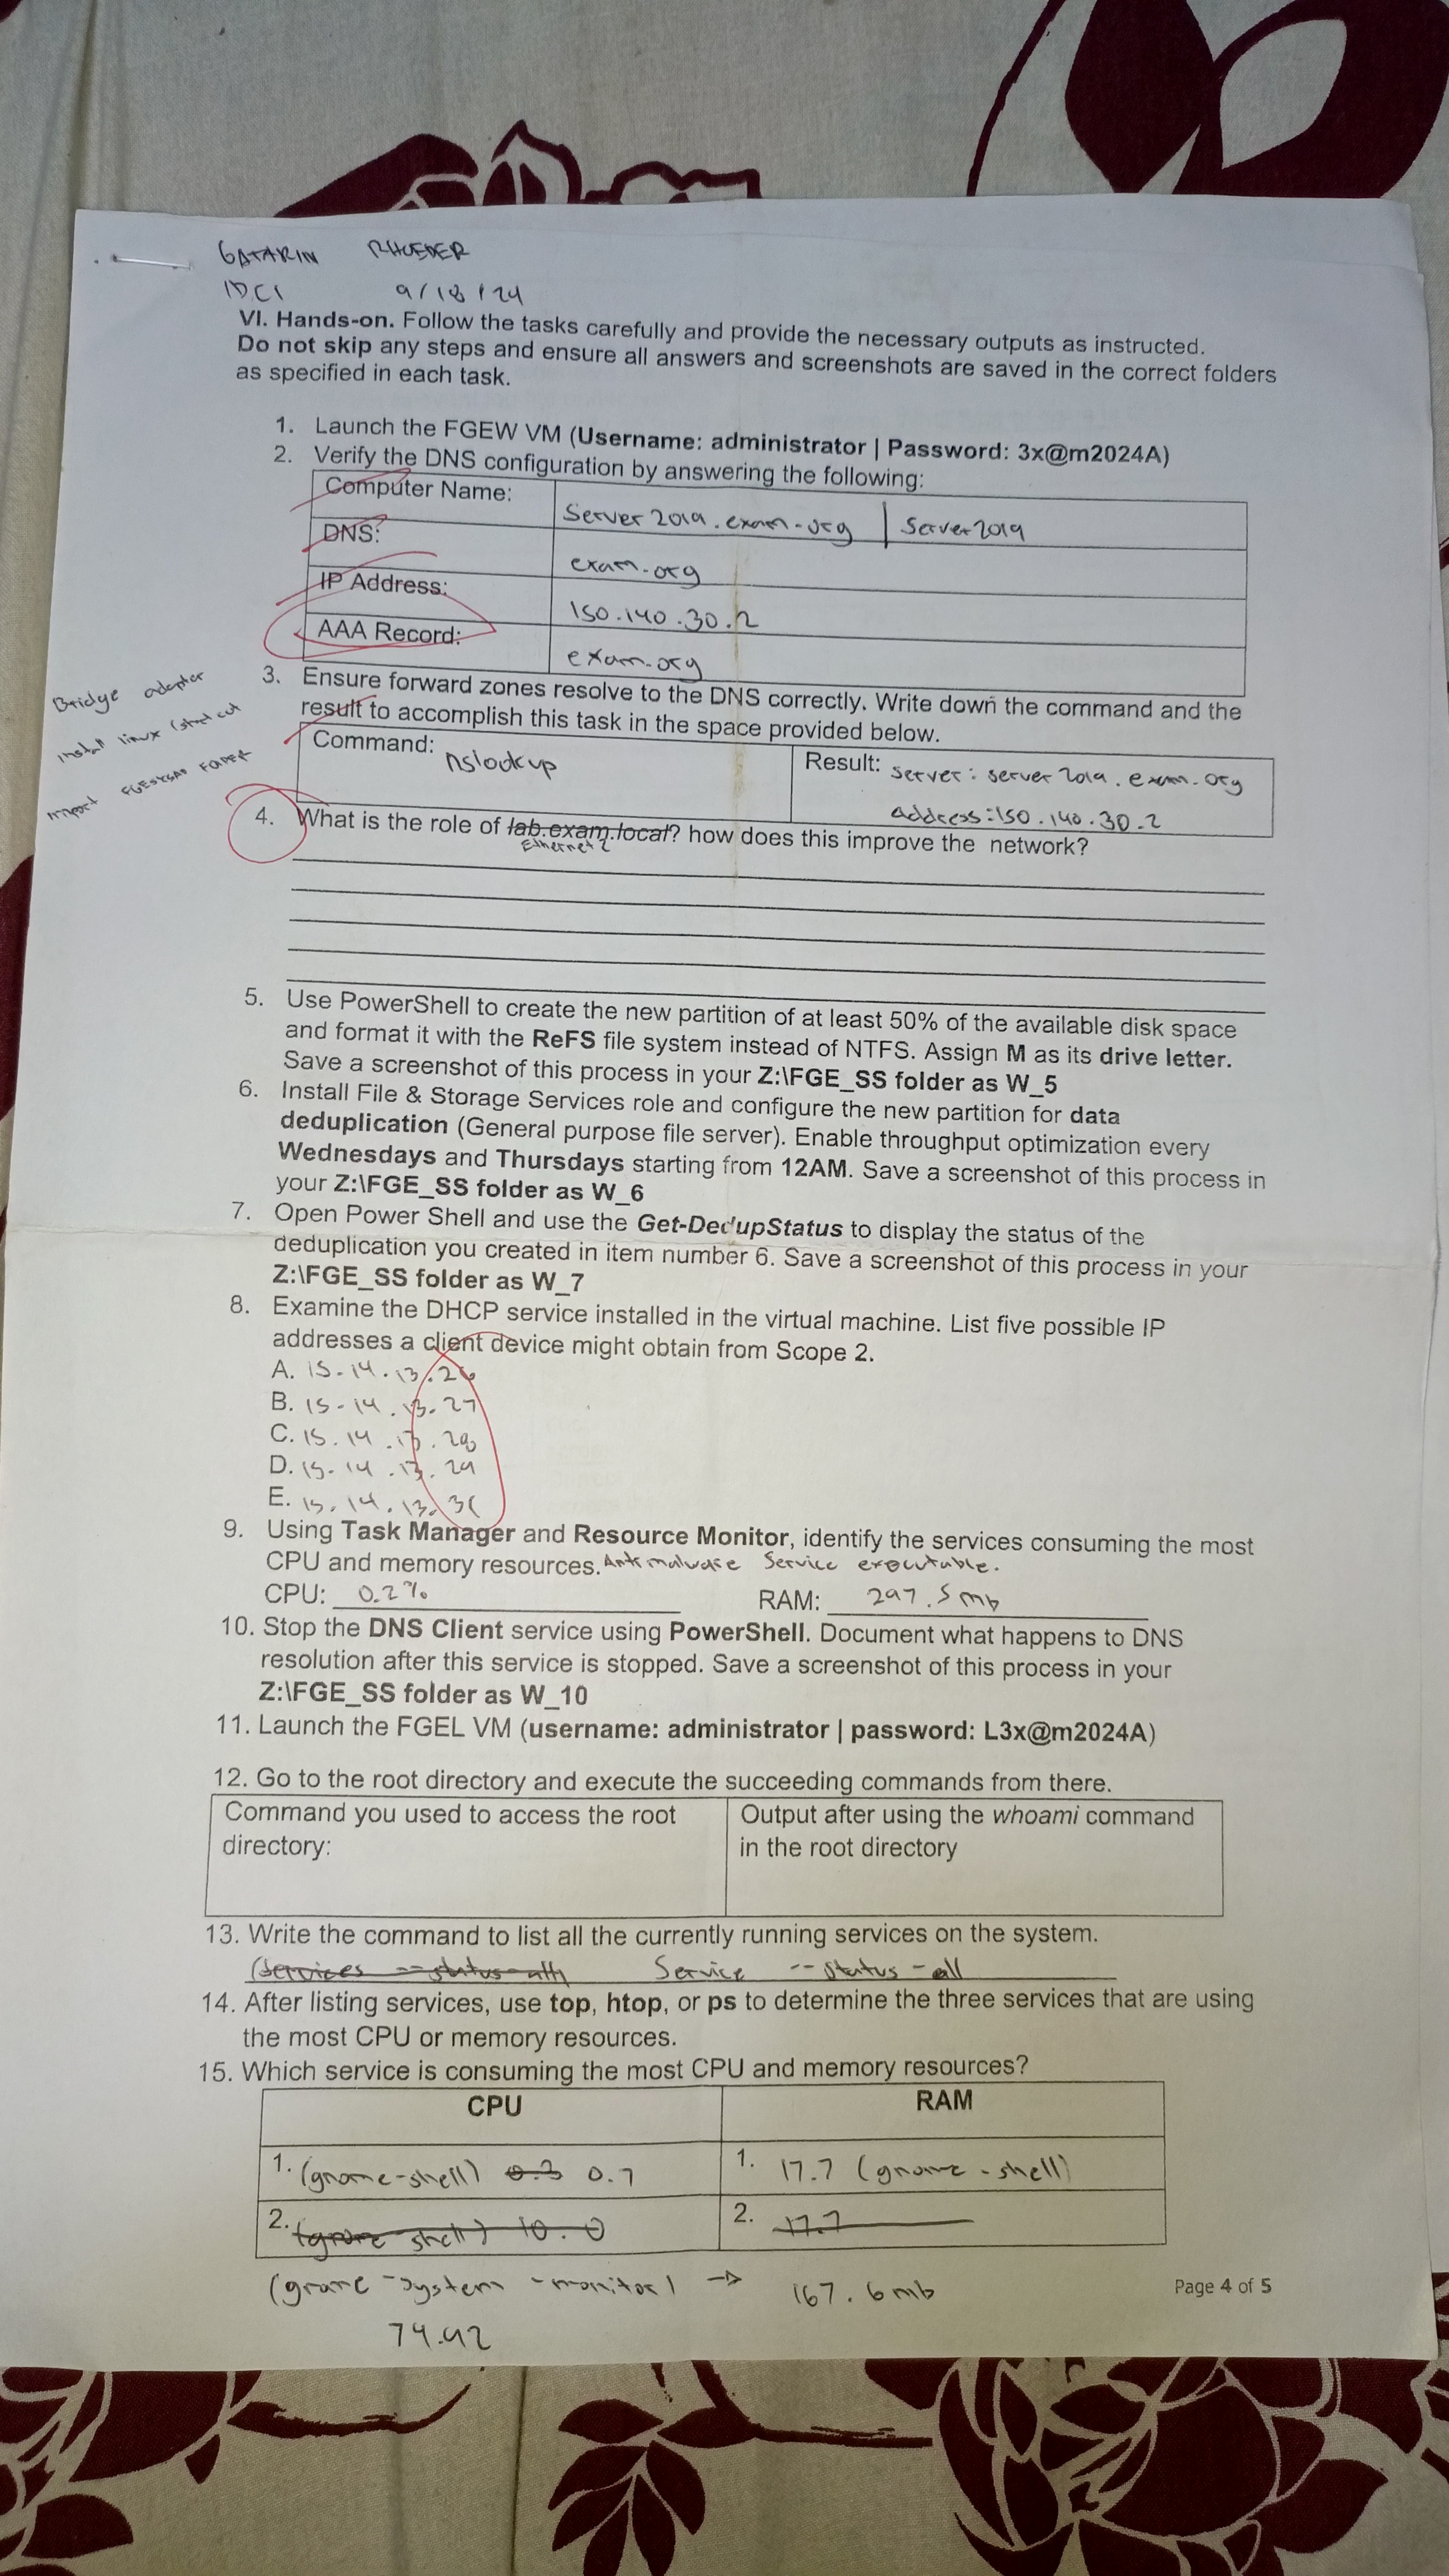 GATARIN RHUEDER
IDC1 9/18/24
VI. Hands-on. Follow the tasks carefully and provide the necessary outputs as instructed.
Do not skip any steps and ensure all answers and screenshots are saved in the correct folders
as specified in each task.
1. Launch the FGEW VM (Username: administrator | Password: 3x@m2024A)
2. Verify the DNS configuration by answering the following:
Computer Name: Server2019.exam.org | Server2019
DNS: exam.org
IP Address: 150.140.30.2
AAA Record: exam.org
Bridge adapter
install linux
import
3. Ensure forward zones resolve to the DNS correctly. Write down the command and the
result to accomplish this task in the space provided below.
Command: nslookup Result: server: server2019.exam.org
address: 150.140.30.2
4. What is the role of lab.exam.local? how does this improve the network?
Ethernet 2
5. Use PowerShell to create the new partition of at least 50% of the available disk space
and format it with the ReFS file system instead of NTFS. Assign M as its drive letter.
Save a screenshot of this process in your Z:\FGE_SS folder as W_5
6. Install File & Storage Services role and configure the new partition for data
deduplication (General purpose file server). Enable throughput optimization every
Wednesdays and Thursdays starting from 12AM. Save a screenshot of this process in
your Z:\FGE_SS folder as W_6
7. Open Power Shell and use the Get-DedupStatus to display the status of the
deduplication you created in item number 6. Save a screenshot of this process in your
Z:\FGE_SS folder as W_7
8. Examine the DHCP service installed in the virtual machine. List five possible IP
addresses a client device might obtain from Scope 2.
A. 15.14.13.26
B. 15.14.13.27
C. 15.14.13.28
D. 15.14.13.29
E. 15.14.13.
9. Using Task Manager and Resource Monitor, identify the services consuming the most
CPU and memory resources. Antimalware Service executable.
CPU: 0.2% RAM: 297.5 mb
10. Stop the DNS Client service using PowerShell. Document what happens to DNS
resolution after this service is stopped. Save a screenshot of this process in your
Z:\FGE_SS folder as W_10
11. Launch the FGEL VM (username: administrator | password: L3x@m2024A)
12. Go to the root directory and execute the succeeding commands from there.
Command you used to access the root
directory:
Output after using the whoami command
in the root directory
13. Write the command to list all the currently running services on the system.
(services --status-all) Service --status-all
14. After listing services, use top, htop, or ps to determine the three services that are using
the most CPU or memory resources.
15. Which service is consuming the most CPU and memory resources?
CPU RAM
1. (gnome-shell) 0.3 0.7 1. 17.7 (gnome-shell)
2. (gnome shell) 10.0 2. 17.7
(gnome-system-monitor) → 167.6 mb
74.92
Page 4 of 5